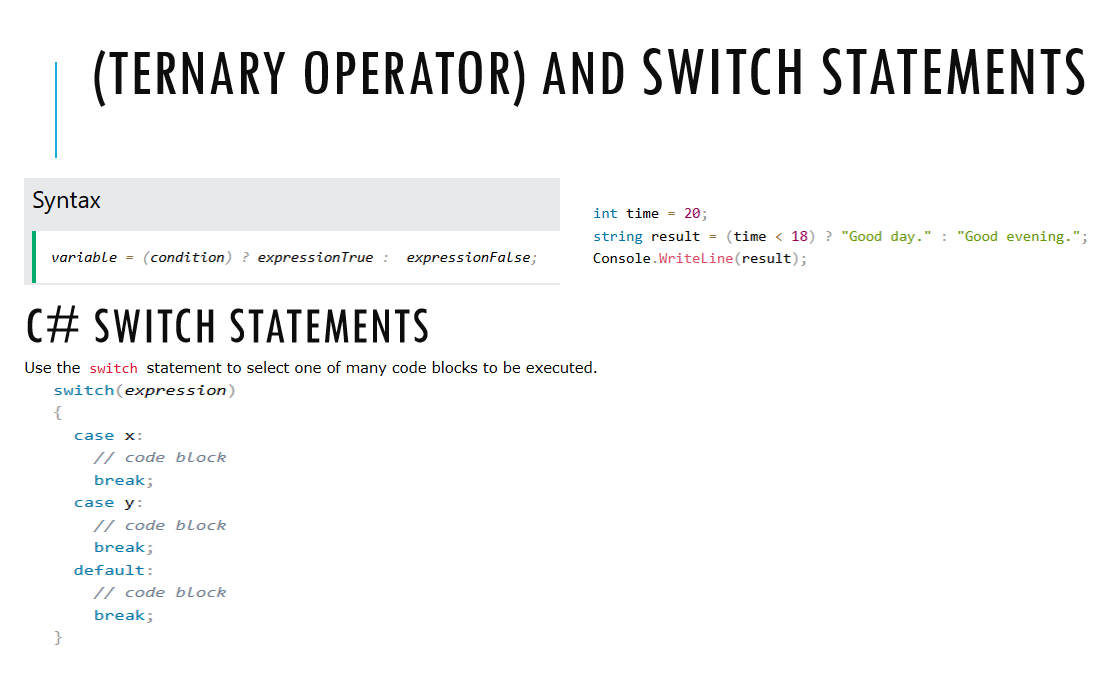 (TERNARY OPERATOR) AND SWITCH STATEMENTS
Syntax
variable = (condition) ? expressionTrue :  expressionFalse;
int time = 20;
string result = (time < 18) ? "Good day." : "Good evening.";
Console.WriteLine(result);
C# SWITCH STATEMENTS
Use the switch statement to select one of many code blocks to be executed.
switch(expression)
{
  case x:
    // code block
    break;
  case y:
    // code block
    break;
  default:
    // code block
    break;
}